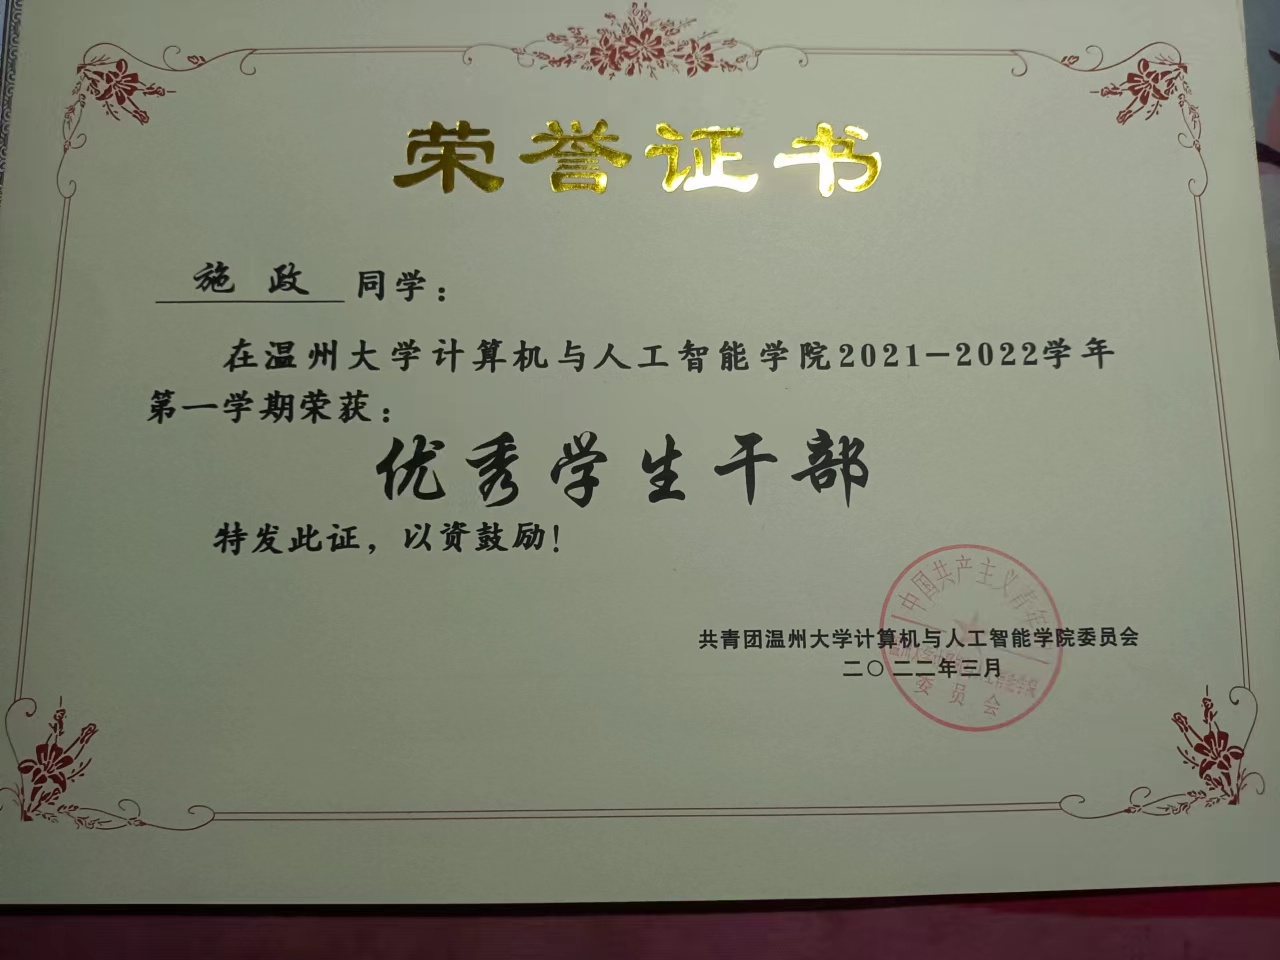 荣誉证书
施政 同学：
在温州大学计算机与人工智能学院2021-2022学年
第一学期荣获：
优秀学生干部
特发此证，以资鼓励！
共青团温州大学计算机与人工智能学院委员会
二〇二二年三月
中国共产主义青年
委员会